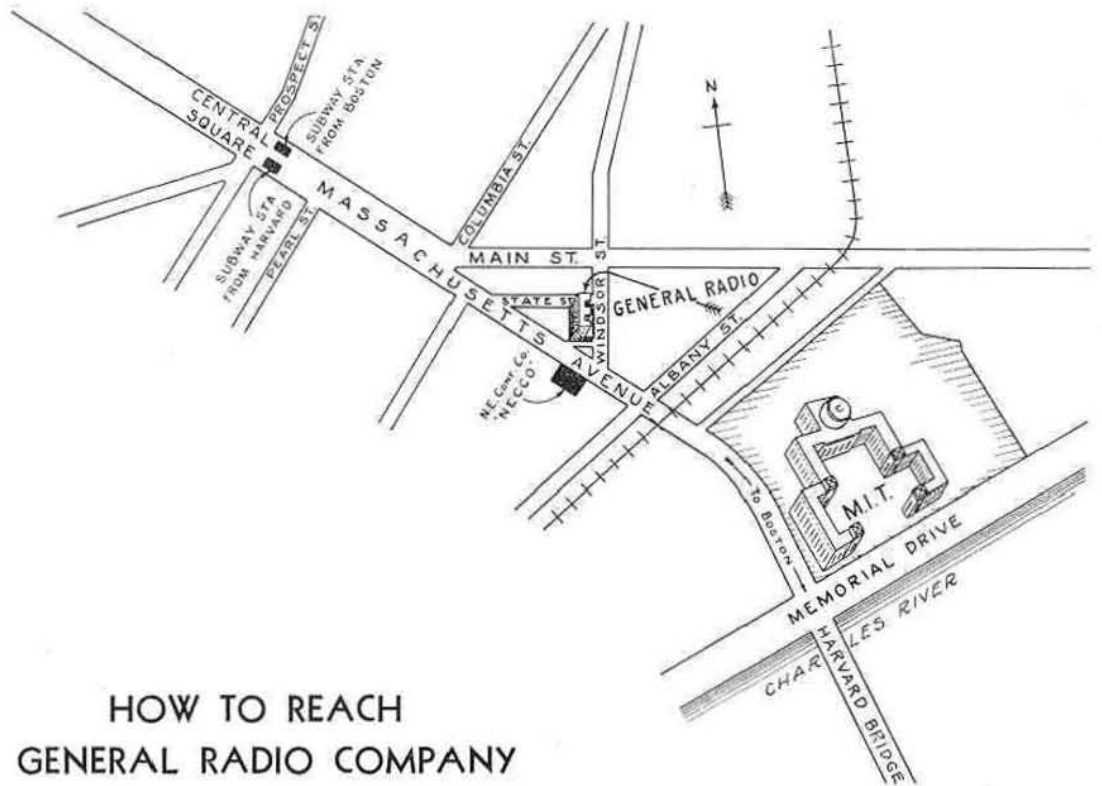 PROSPECT S.
SUBWAY STA.
FROM BOSTON
CENTRAL
SQUARE
N
SUBWAY STA
FROM HARVARD
PEARL ST.
MASSACHUSETTS AVENUE
COLUMBIA ST.
MAIN ST.
WINDSOR ST.
STATE ST.
GENERAL RADIO
ALBANY ST.
N.E. CONF. CO.
"NECCO"
M.I.T.
TO BOSTON
MEMORIAL DRIVE
CHARLES RIVER
HARVARD BRIDGE
HOW TO REACH
GENERAL RADIO COMPANY